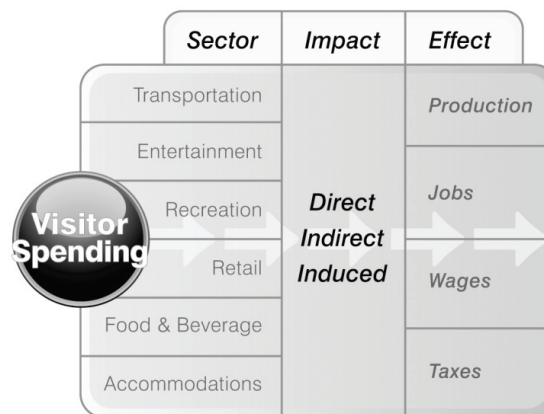 Sector
Impact
Effect
Transportation
Entertainment
Recreation
Retail
Food & Beverage
Accommodations
Visitor
Spending
Direct
Indirect
Induced
Production
Jobs
Wages
Taxes